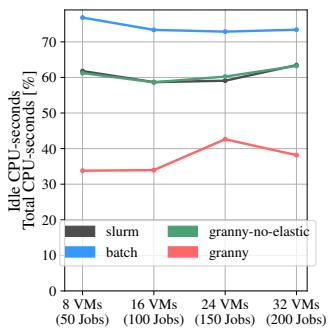 Idle CPU-seconds
Total CPU-seconds [%]
70
60
50
40
30
20
10
0
slurm
batch
granny-no-elastic
granny
8 VMs
(50 Jobs)
16 VMs
(100 Jobs)
24 VMs
(150 Jobs)
32 VMs
(200 Jobs)